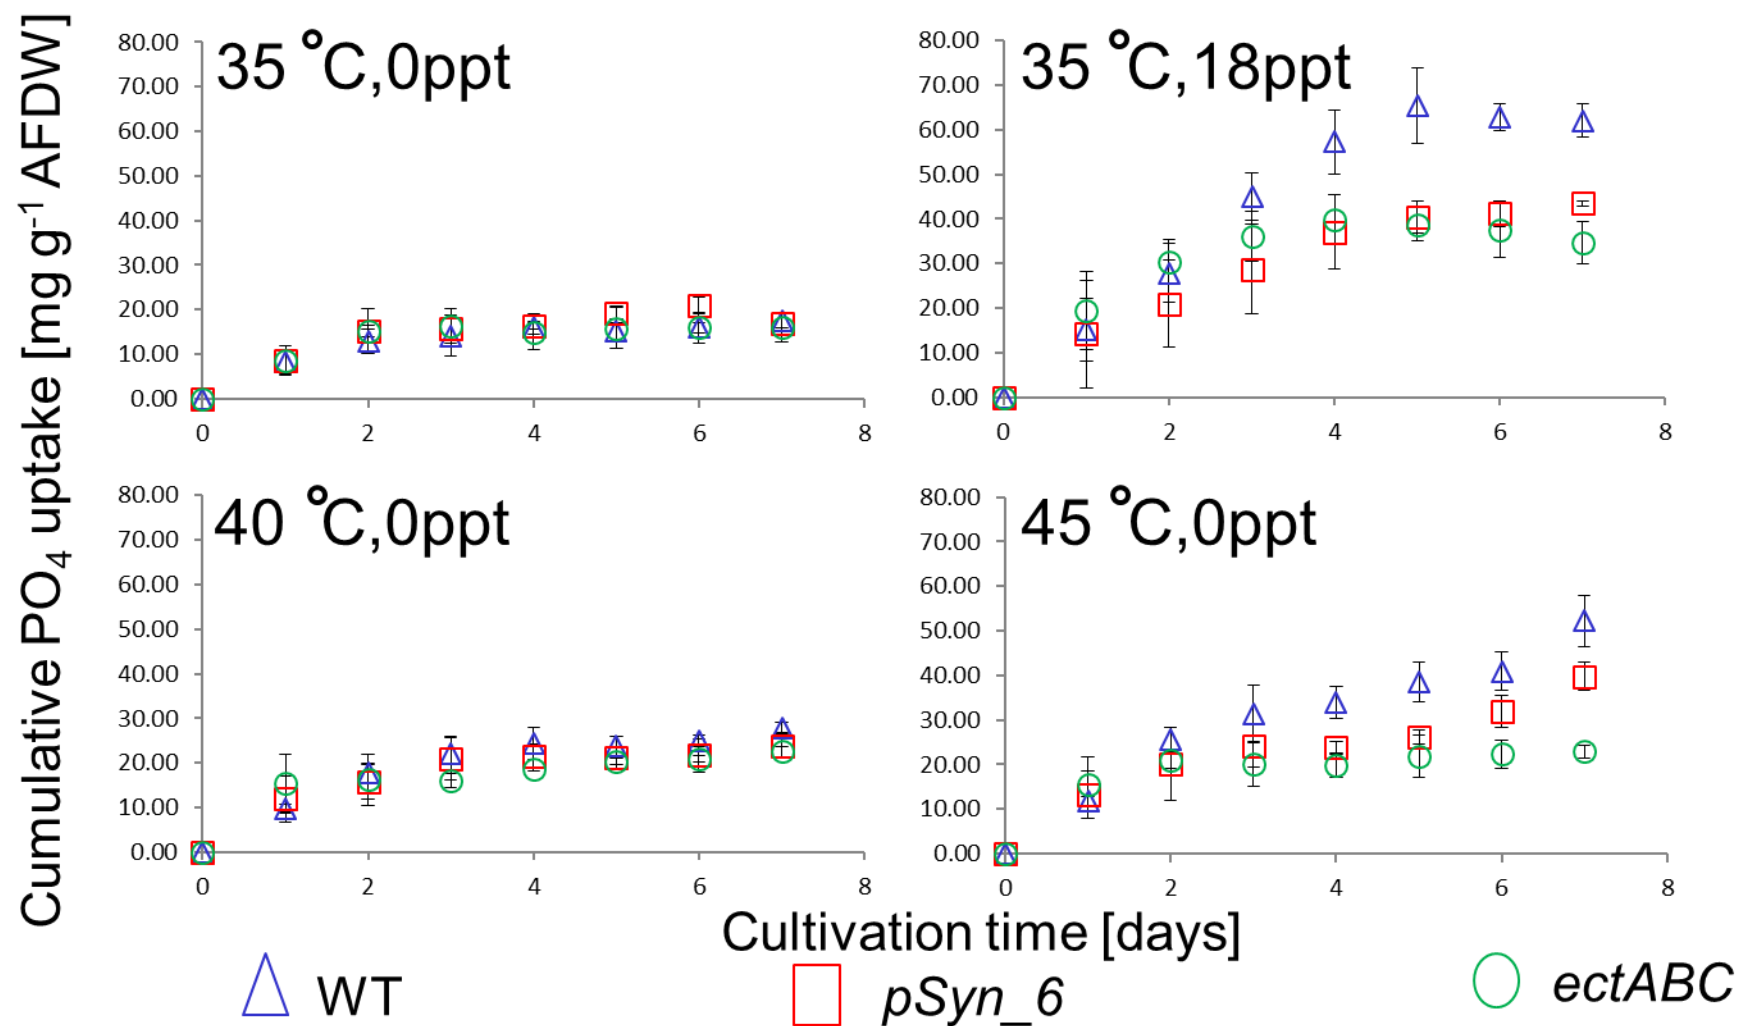 Cumulative PO4 uptake [mg g-1 AFDW]
35 °C,0ppt
80.00
70.00
60.00
50.00
40.00
30.00
20.00
10.00
0.00
0 2 4 6 8
35 °C,18ppt
80.00
70.00
60.00
50.00
40.00
30.00
20.00
10.00
0.00
0 2 4 6 8
40 °C,0ppt
80.00
70.00
60.00
50.00
40.00
30.00
20.00
10.00
0.00
0 2 4 6 8
45 °C,0ppt
80.00
70.00
60.00
50.00
40.00
30.00
20.00
10.00
0.00
0 2 4 6 8
Cultivation time [days]
WT
pSyn_6
ectABC